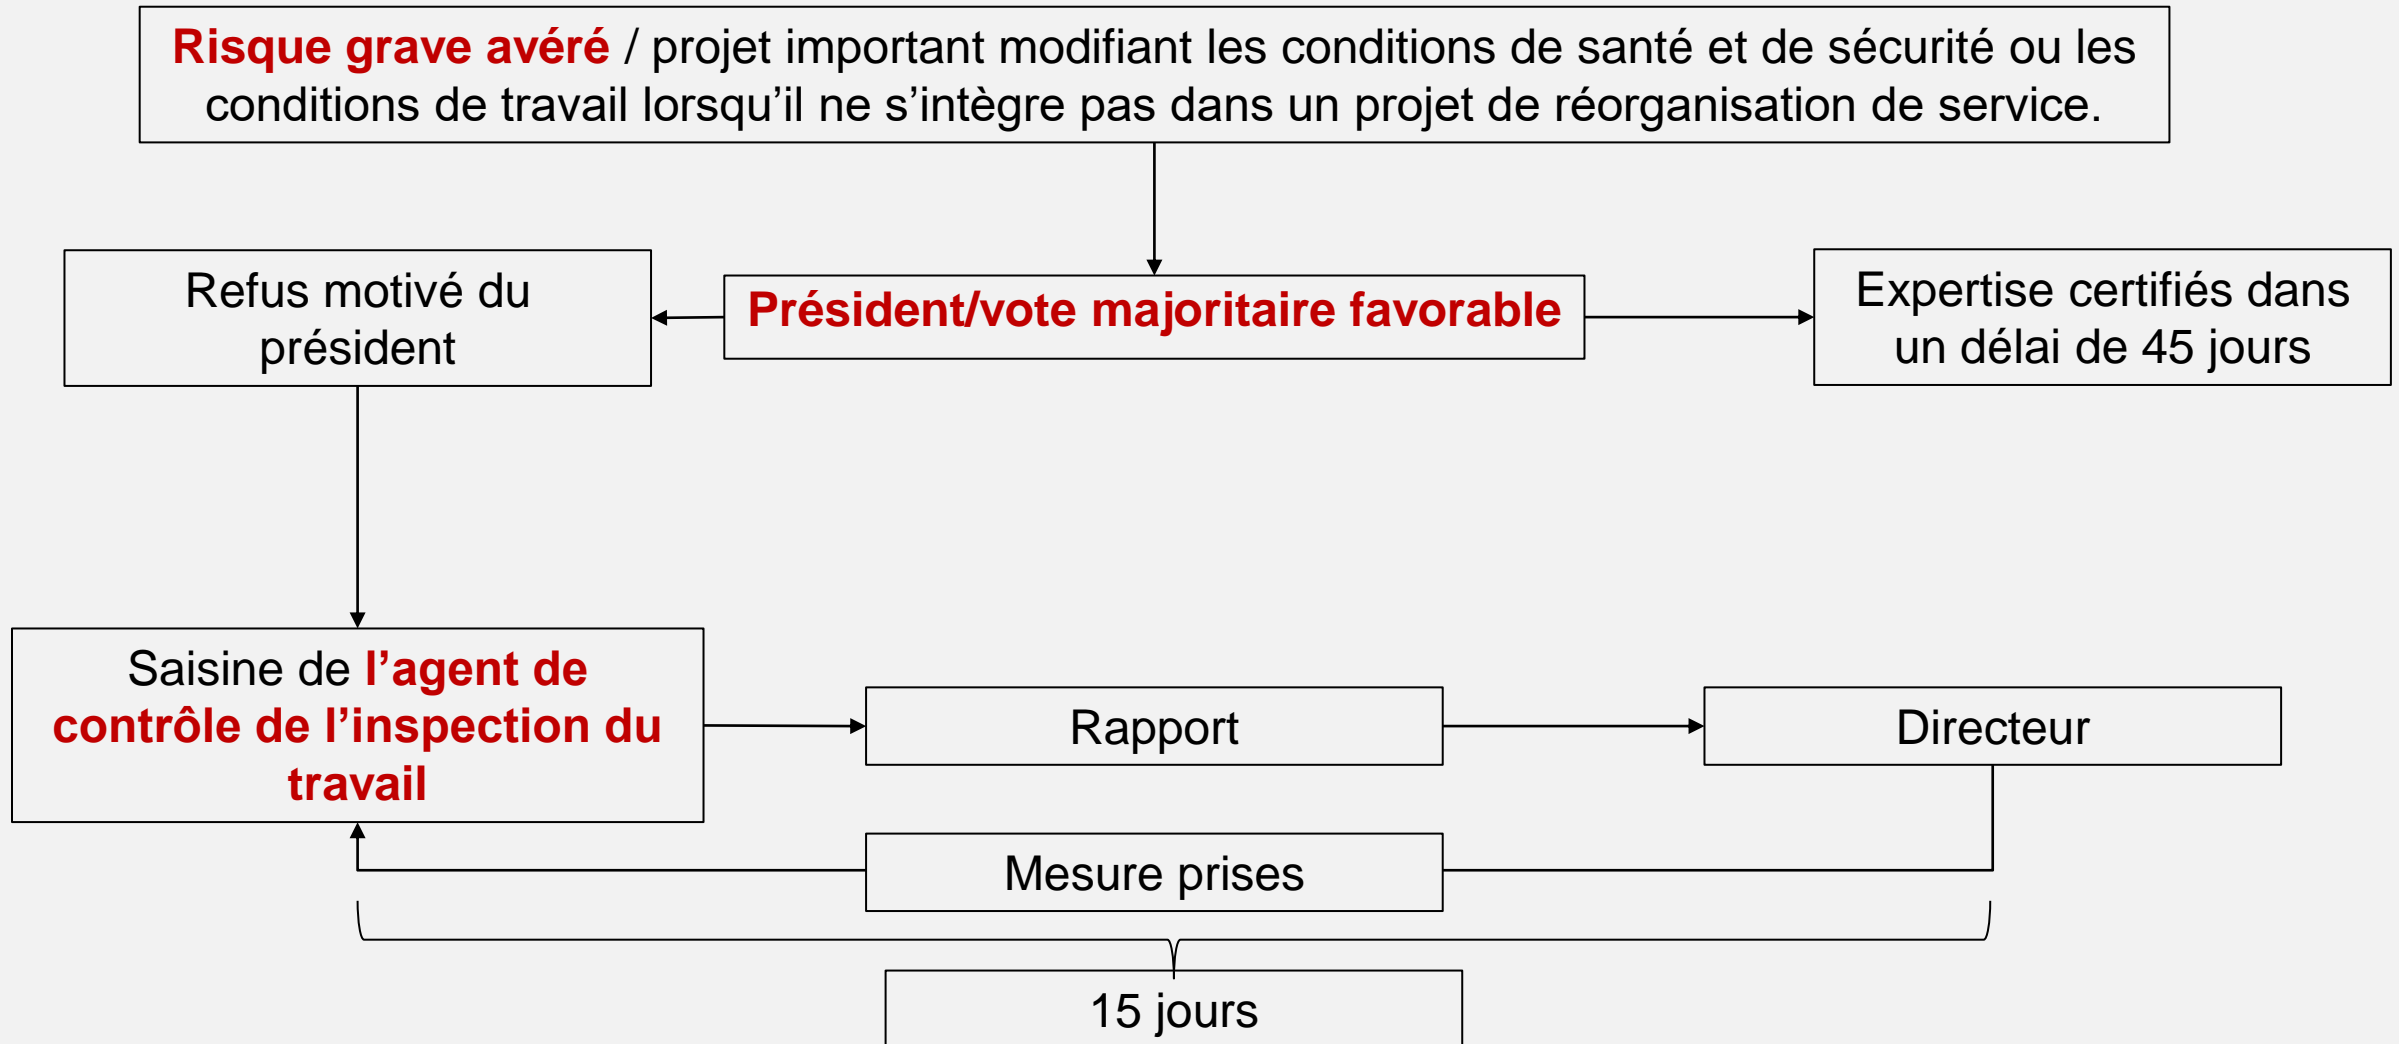 Risque grave avéré / projet important modifiant les conditions de santé et de sécurité ou les
conditions de travail lorsqu’il ne s’intègre pas dans un projet de réorganisation de service.
Refus motivé du
président
Président/vote majoritaire favorable
Expertise certifiés dans
un délai de 45 jours
Saisine de l’agent de
contrôle de l’inspection du
travail
Rapport
Directeur
Mesure prises
15 jours